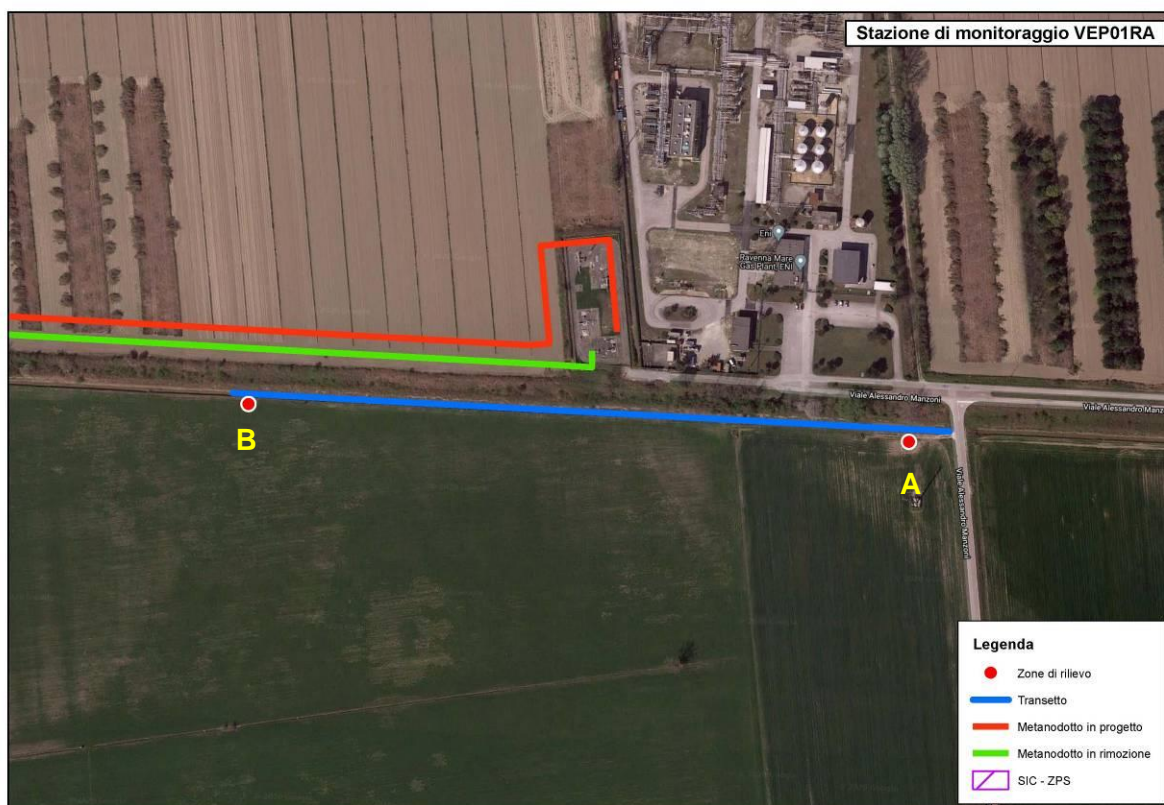 Stazione di monitoraggio VEP01RA
Eni
Ravenna Mare
Gas Plant, ENI
Viale Alessandro Manzoni
Viale Alessandro Manzo
Viale Alessandro Manzoni
B
A
Legenda
Zone di rilievo
Transetto
Metanodotto in progetto
Metanodotto in rimozione
SIC - ZPS